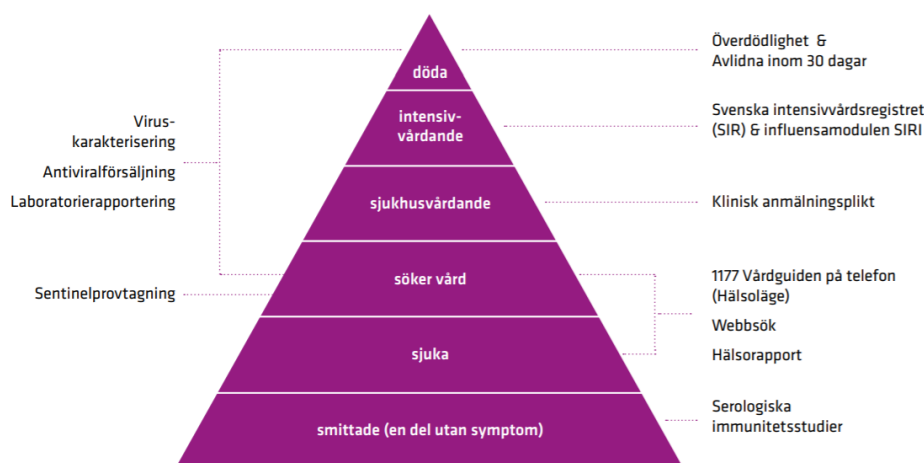 Överdödlighet &
Avlidna inom 30 dagar
döda
Svenska intensivvårdsregistret
(SIR) & influensamodulen SIRI
intensiv-
vårdande
Virus-
karakterisering
Antiviralförsäljning
Laboratorierapportering
sjukhusvårdande
Klinisk anmälningsplikt
söker vård
Sentinelprovtagning
1177 Vårdguiden på telefon
(Hälsoläge)
Webbsök
Hälsorapport
sjuka
smittade (en del utan symptom)
Serologiska
immunitetsstudier